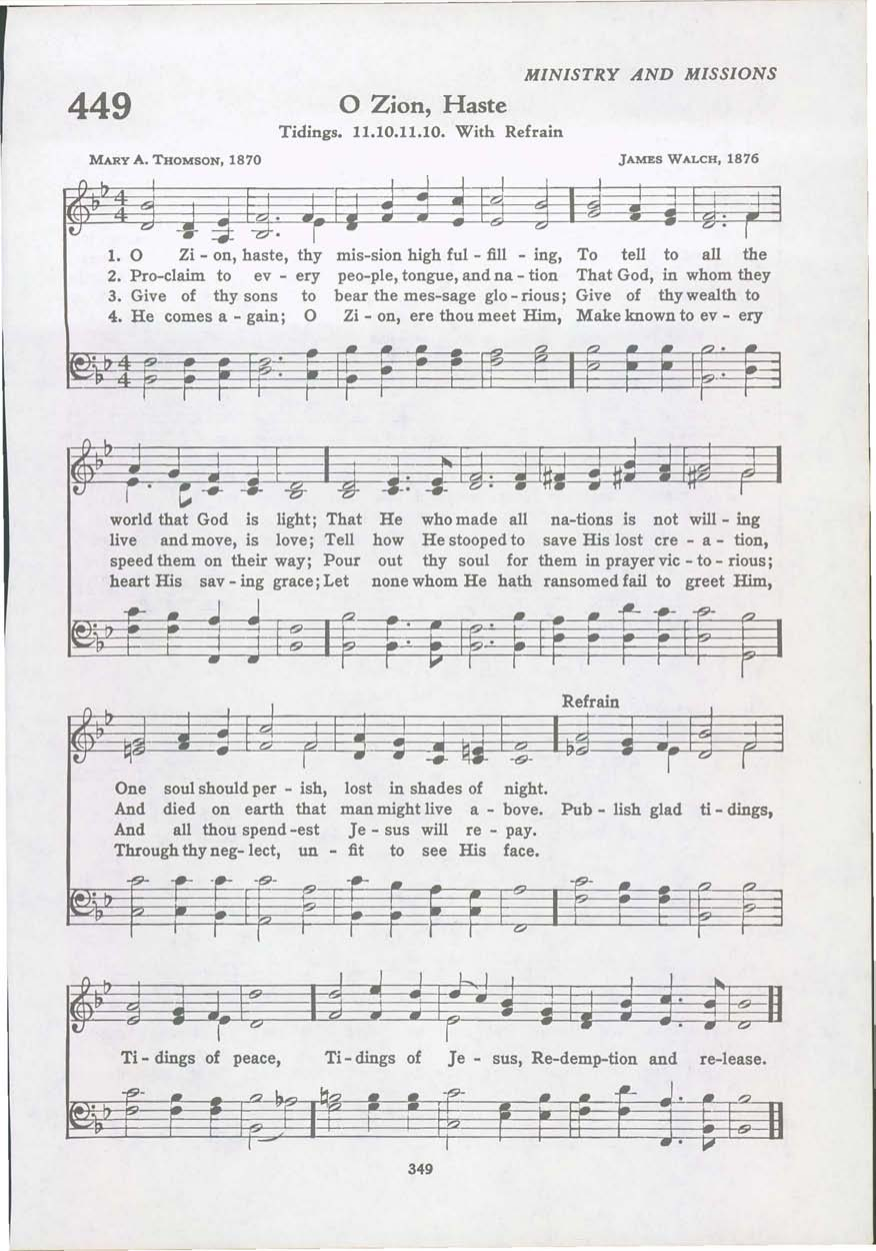 MINISTRY AND MISSIONS
449
O Zion, Haste
Tidings. 11.10.11.10. With Refrain
MARY A. THOMSON, 1870 JAMES WALCH, 1876
1. O Zi - on, haste, thy mis-sion high ful - fill - ing, To tell to all the
2. Pro-claim to ev - ery peo-ple, tongue, and na - tion That God, in whom they
3. Give of thy sons to bear the mes-sage glo - rious; Give of thy wealth to
4. He comes a - gain; O Zi - on, ere thou meet Him, Make known to ev - ery
world that God is light; That He who made all na-tions is not will - ing
live and move, is love; Tell how He stooped to save His lost cre - a - tion,
speed them on their way; Pour out thy soul for them in prayer vic - to - rious;
heart His sav - ing grace; Let none whom He hath ransomed fail to greet Him,
Refrain
One soul should per - ish, lost in shades of night.
And died on earth that man might live a - bove. Pub - lish glad ti - dings,
And all thou spend -est Je - sus will re - pay.
Through thy neg- lect, un - fit to see His face.
Ti - dings of peace, Ti - dings of Je - sus, Re-demp-tion and re-lease.
349